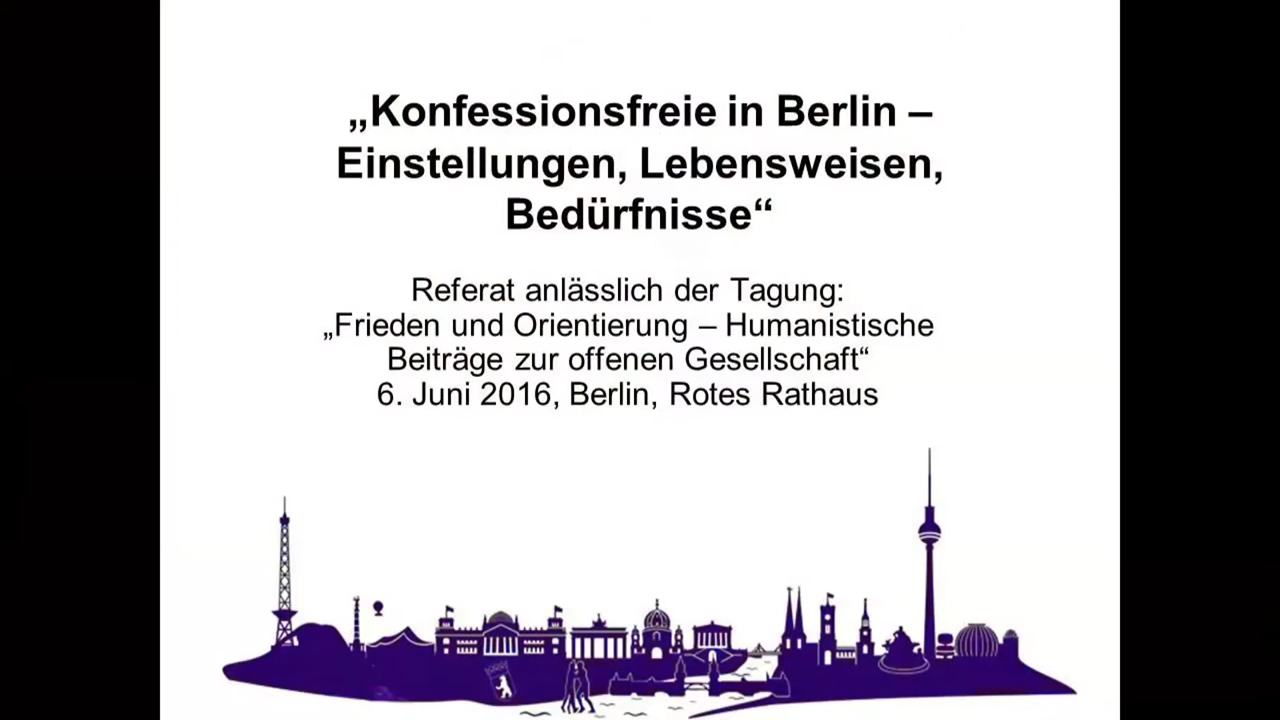 „Konfessionsfreie in Berlin –
Einstellungen, Lebensweisen,
Bedürfnisse“
Referat anlässlich der Tagung:
„Frieden und Orientierung – Humanistische
Beiträge zur offenen Gesellschaft“
6. Juni 2016, Berlin, Rotes Rathaus